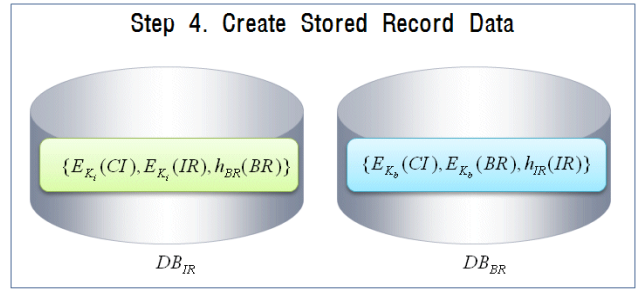 Step 4. Create Stored Record Data
{E_{K_i}(CI), E_{K_i}(IR), h_{BR}(BR)}
{E_{K_b}(CI), E_{K_b}(BR), h_{IR}(IR)}
DB_{IR}
DB_{BR}